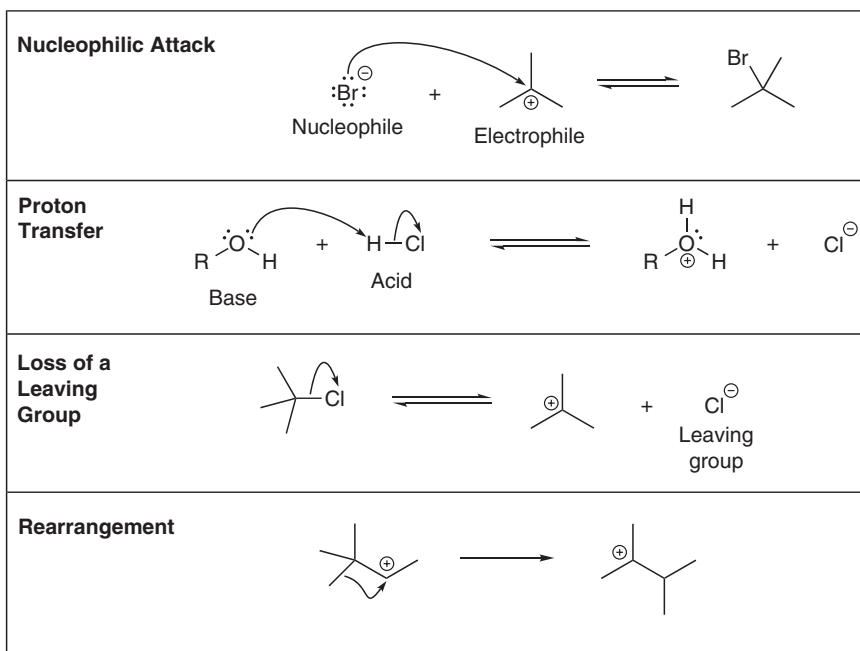 Nucleophilic Attack
:Br: ⊖ + ⊕ Br
Nucleophile Electrophile
Proton
Transfer
R O H + H Cl R O H H ⊕ + Cl ⊖
Base Acid
Loss of a
Leaving
Group
Cl ⊕ + Cl ⊖
Leaving
group
Rearrangement
⊕ ⊕